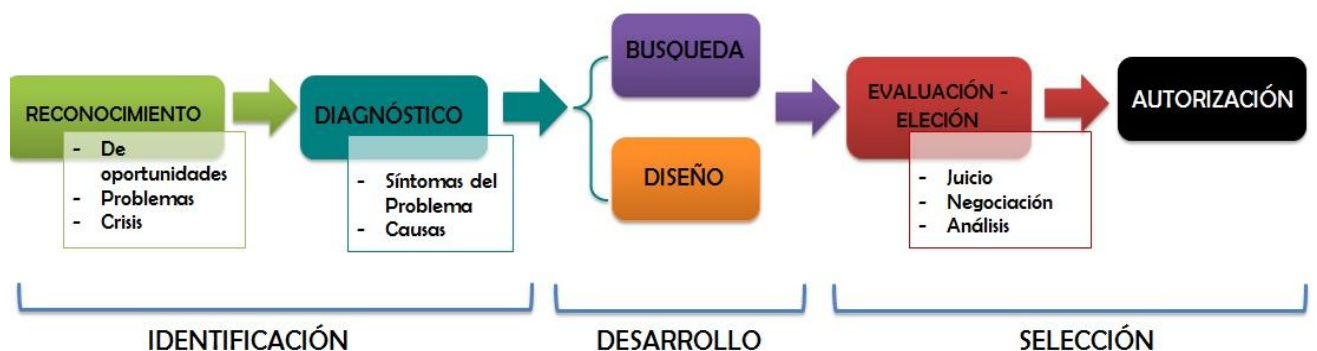 RECONOCIMIENTO
- De
oportunidades
- Problemas
- Crisis
DIAGNÓSTICO
- Síntomas del
Problema
- Causas
BUSQUEDA
DISEÑO
EVALUACIÓN -
ELECIÓN
- Juicio
- Negociación
- Análisis
AUTORIZACIÓN
IDENTIFICACIÓN
DESARROLLO
SELECCIÓN